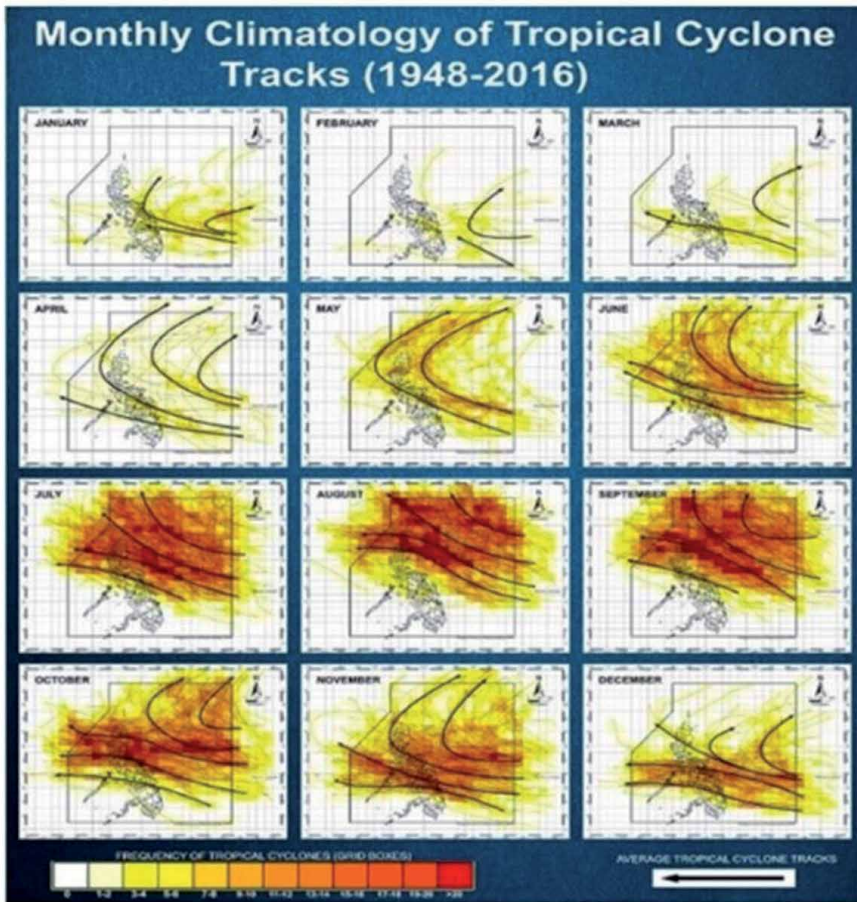 Monthly Climatology of Tropical Cyclone
Tracks (1948-2016)
JANUARY
FEBRUARY
MARCH
APRIL
MAY
JUNE
JULY
AUGUST
SEPTEMBER
OCTOBER
NOVEMBER
DECEMBER
FREQUENCY OF TROPICAL CYCLONES (GRID BOXES)
0 1-2 3-4 5-6 7-8 9-10 11-12 13-14 15-16 17-18 19-20 >20
AVERAGE TROPICAL CYCLONE TRACKS